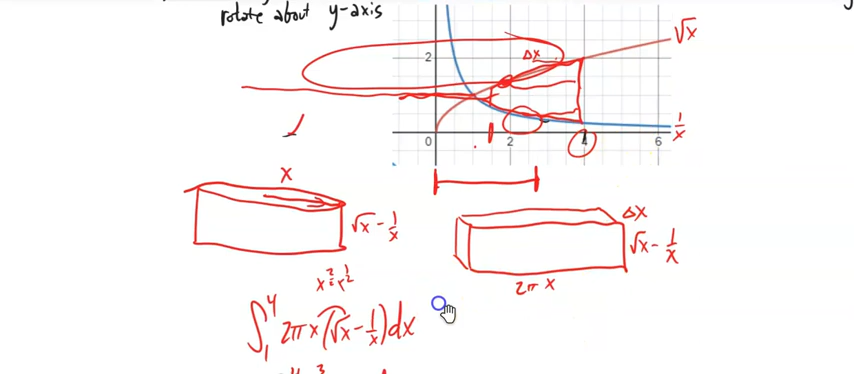 rotate about y-axis
√x
Δx
2
1/x
0 2 4 6
x
Δx
√x - 1/x
√x - 1/x
2π x
x^(2/2) x^(1/2)
∫₁⁴ 2π x (√x - 1/x) dx